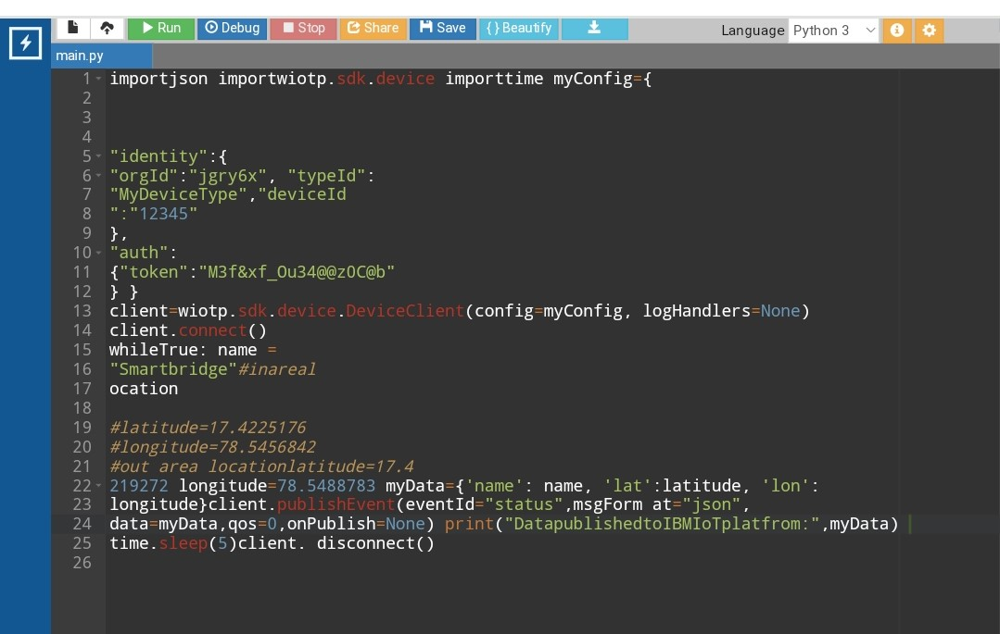 Run Debug Stop Share Save {} Beautify Language Python 3
main.py
1 importjson importwiotp.sdk.device importtime myConfig={
2
3
4
5 "identity":{
6 "orgId":"jgry6x", "typeId":
7 "MyDeviceType","deviceId
8 ":"12345"
9 },
10 "auth":
11 {"token":"M3f&xf_Ou34@@zOC@b"
12 } }
13 client=wiotp.sdk.device.DeviceClient(config=myConfig, logHandlers=None)
14 client.connect()
15 whileTrue: name =
16 "Smartbridge"#inareal
17 ocation
18
19 #latitude=17.4225176
20 #longitude=78.5456842
21 #out area locationlatitude=17.4
22 219272 longitude=78.5488783 myData={'name': name, 'lat':latitude, 'lon':
23 longitude}client.publishEvent(eventId="status",msgForm at="json",
24 data=myData,qos=0,onPublish=None) print("DatapublishedtoIBMIoTplatfrom:",myData)
25 time.sleep(5)client. disconnect()
26